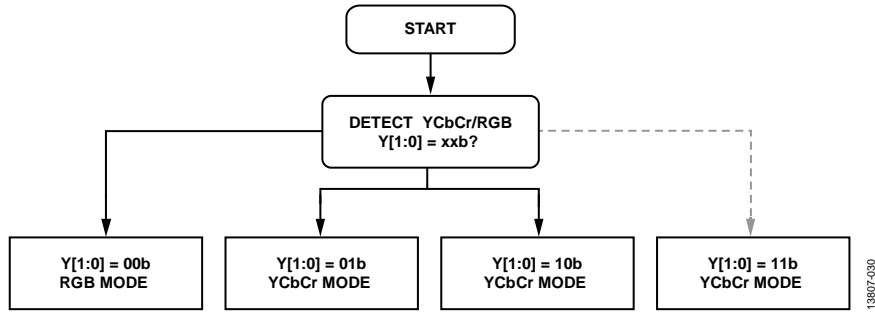 START
DETECT YCbCr/RGB
Y[1:0] = xxb?
Y[1:0] = 00b
RGB MODE
Y[1:0] = 01b
YCbCr MODE
Y[1:0] = 10b
YCbCr MODE
Y[1:0] = 11b
YCbCr MODE
13807-030